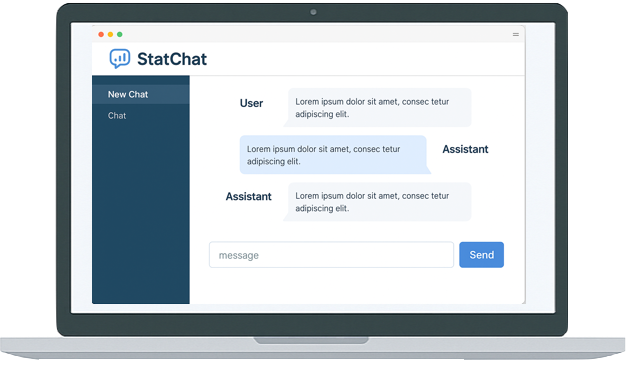 StatChat
New Chat
Chat
User
Lorem ipsum dolor sit amet, consec tetur
adipiscing elit.
Lorem ipsum dolor sit amet, consec tetur
adipiscing elit.
Assistant
Assistant
Lorem ipsum dolor sit amet, consec tetur
adipiscing elit.
message
Send